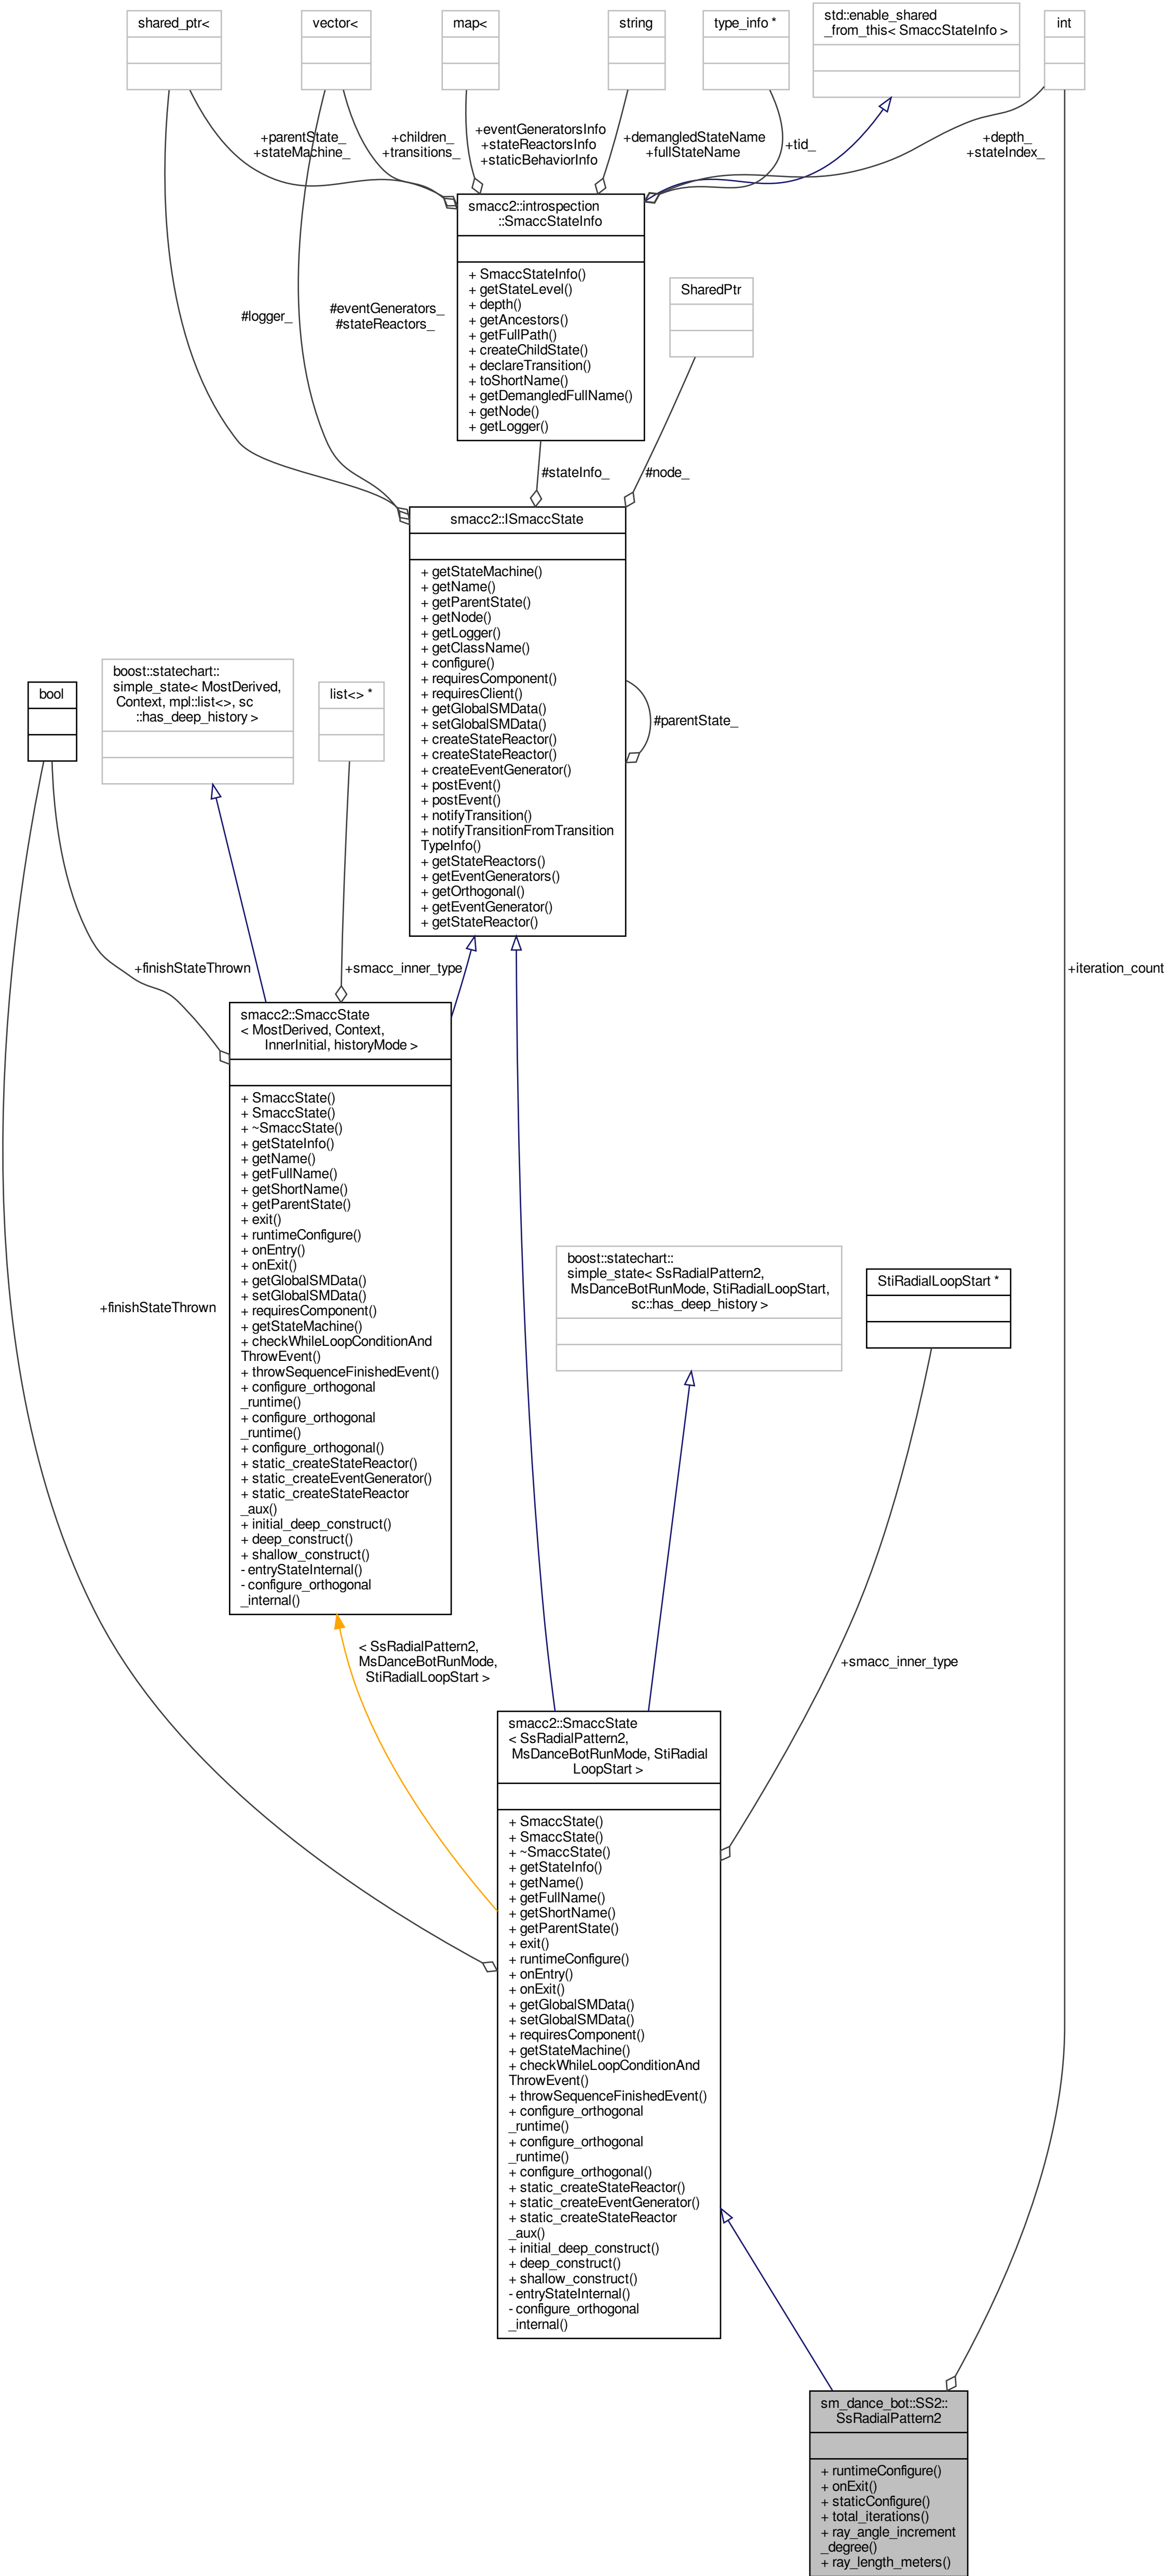 shared_ptr<
vector<
map<
string
type_info *
std::enable_shared
_from_this< SmaccStateInfo >
int
+parentState_
+stateMachine_
+children_
+transitions_
+eventGeneratorsInfo
+stateReactorsInfo
+staticBehaviorInfo
+demangledStateName
+fullStateName
+tid_
+depth_
+stateIndex_
smacc2::introspection
::SmaccStateInfo
+ SmaccStateInfo()
+ getStateLevel()
+ depth()
+ getAncestors()
+ getFullPath()
+ createChildState()
+ declareTransition()
+ toShortName()
+ getDemangledFullName()
+ getNode()
+ getLogger()
SharedPtr
#logger_
#eventGenerators_
#stateReactors_
#stateInfo_
#node_
smacc2::ISmaccState
+ getStateMachine()
+ getName()
+ getParentState()
+ getNode()
+ getLogger()
+ getClassName()
+ configure()
+ requiresComponent()
+ requiresClient()
+ getGlobalSMData()
+ setGlobalSMData()
+ createStateReactor()
+ createStateReactor()
+ createEventGenerator()
+ postEvent()
+ postEvent()
+ notifyTransition()
+ notifyTransitionFromTransition
TypeInfo()
+ getStateReactors()
+ getEventGenerators()
+ getOrthogonal()
+ getEventGenerator()
+ getStateReactor()
#parentState_
bool
boost::statechart::
simple_state< MostDerived,
Context, mpl::list<>, sc
::has_deep_history >
list<> *
+finishStateThrown
+smacc_inner_type
+iteration_count
smacc2::SmaccState
< MostDerived, Context,
InnerInitial, historyMode >
+ SmaccState()
+ SmaccState()
+ ~SmaccState()
+ getStateInfo()
+ getName()
+ getFullName()
+ getShortName()
+ getParentState()
+ exit()
+ runtimeConfigure()
+ onEntry()
+ onExit()
+ getGlobalSMData()
+ setGlobalSMData()
+ requiresComponent()
+ getStateMachine()
+ checkWhileLoopConditionAnd
ThrowEvent()
+ throwSequenceFinishedEvent()
+ configure_orthogonal
_runtime()
+ configure_orthogonal
_runtime()
+ configure_orthogonal()
+ static_createStateReactor()
+ static_createEventGenerator()
+ static_createStateReactor
_aux()
+ initial_deep_construct()
+ deep_construct()
+ shallow_construct()
- entryStateInternal()
- configure_orthogonal
_internal()
+finishStateThrown
boost::statechart::
simple_state< SsRadialPattern2,
MsDanceBotRunMode, StiRadialLoopStart,
sc::has_deep_history >
StiRadialLoopStart *
< SsRadialPattern2,
MsDanceBotRunMode,
StiRadialLoopStart >
+smacc_inner_type
smacc2::SmaccState
< SsRadialPattern2,
MsDanceBotRunMode, StiRadial
LoopStart >
+ SmaccState()
+ SmaccState()
+ ~SmaccState()
+ getStateInfo()
+ getName()
+ getFullName()
+ getShortName()
+ getParentState()
+ exit()
+ runtimeConfigure()
+ onEntry()
+ onExit()
+ getGlobalSMData()
+ setGlobalSMData()
+ requiresComponent()
+ getStateMachine()
+ checkWhileLoopConditionAnd
ThrowEvent()
+ throwSequenceFinishedEvent()
+ configure_orthogonal
_runtime()
+ configure_orthogonal
_runtime()
+ configure_orthogonal()
+ static_createStateReactor()
+ static_createEventGenerator()
+ static_createStateReactor
_aux()
+ initial_deep_construct()
+ deep_construct()
+ shallow_construct()
- entryStateInternal()
- configure_orthogonal
_internal()
sm_dance_bot::SS2::
SsRadialPattern2
+ runtimeConfigure()
+ onExit()
+ staticConfigure()
+ total_iterations()
+ ray_angle_increment
_degree()
+ ray_length_meters()